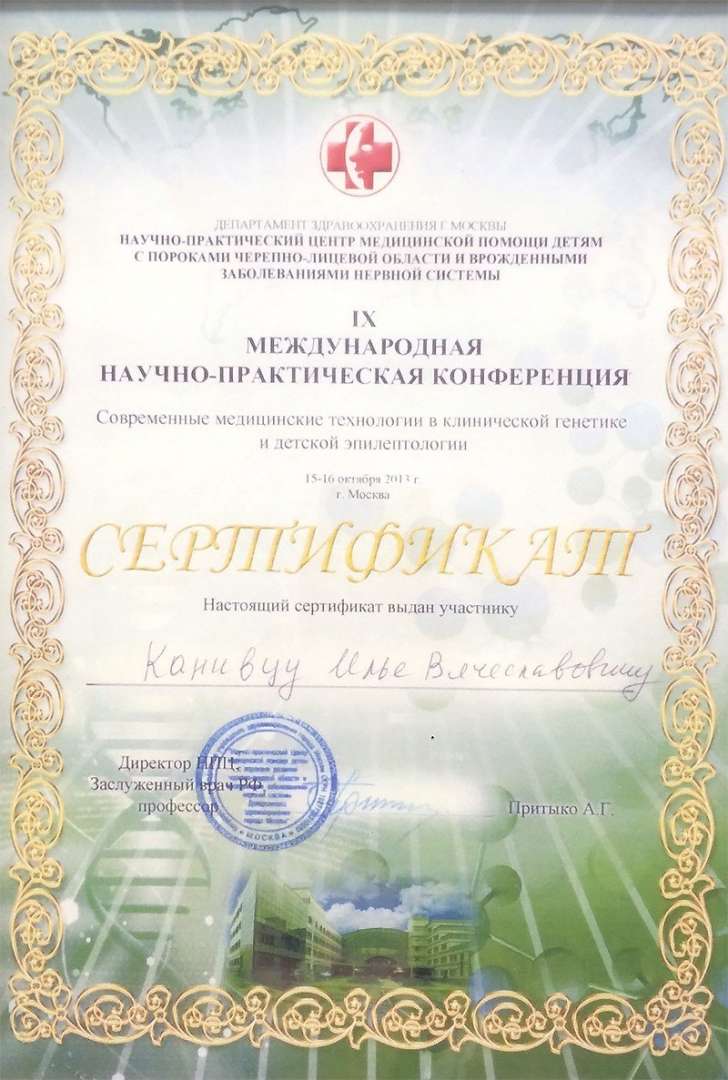 ДЕПАРТАМЕНТ ЗДРАВООХРАНЕНИЯ Г. МОСКВЫ
НАУЧНО-ПРАКТИЧЕСКИЙ ЦЕНТР МЕДИЦИНСКОЙ ПОМОЩИ ДЕТЯМ
С ПОРОКАМИ ЧЕРЕПНО-ЛИЦЕВОЙ ОБЛАСТИ И ВРОЖДЕННЫМИ
ЗАБОЛЕВАНИЯМИ НЕРВНОЙ СИСТЕМЫ
IX
МЕЖДУНАРОДНАЯ
НАУЧНО-ПРАКТИЧЕСКАЯ КОНФЕРЕНЦИЯ
Современные медицинские технологии в клинической генетике
и детской эпилептологии
15-16 октября 2013 г.
г. Москва
СЕРТИФИКАТ
Настоящий сертификат выдан участнику
Канивцу Илье Вячеславовичу
Директор НПЦ,
Заслуженный врач РФ,
профессор
Притыко А.Г.
МОСКВА